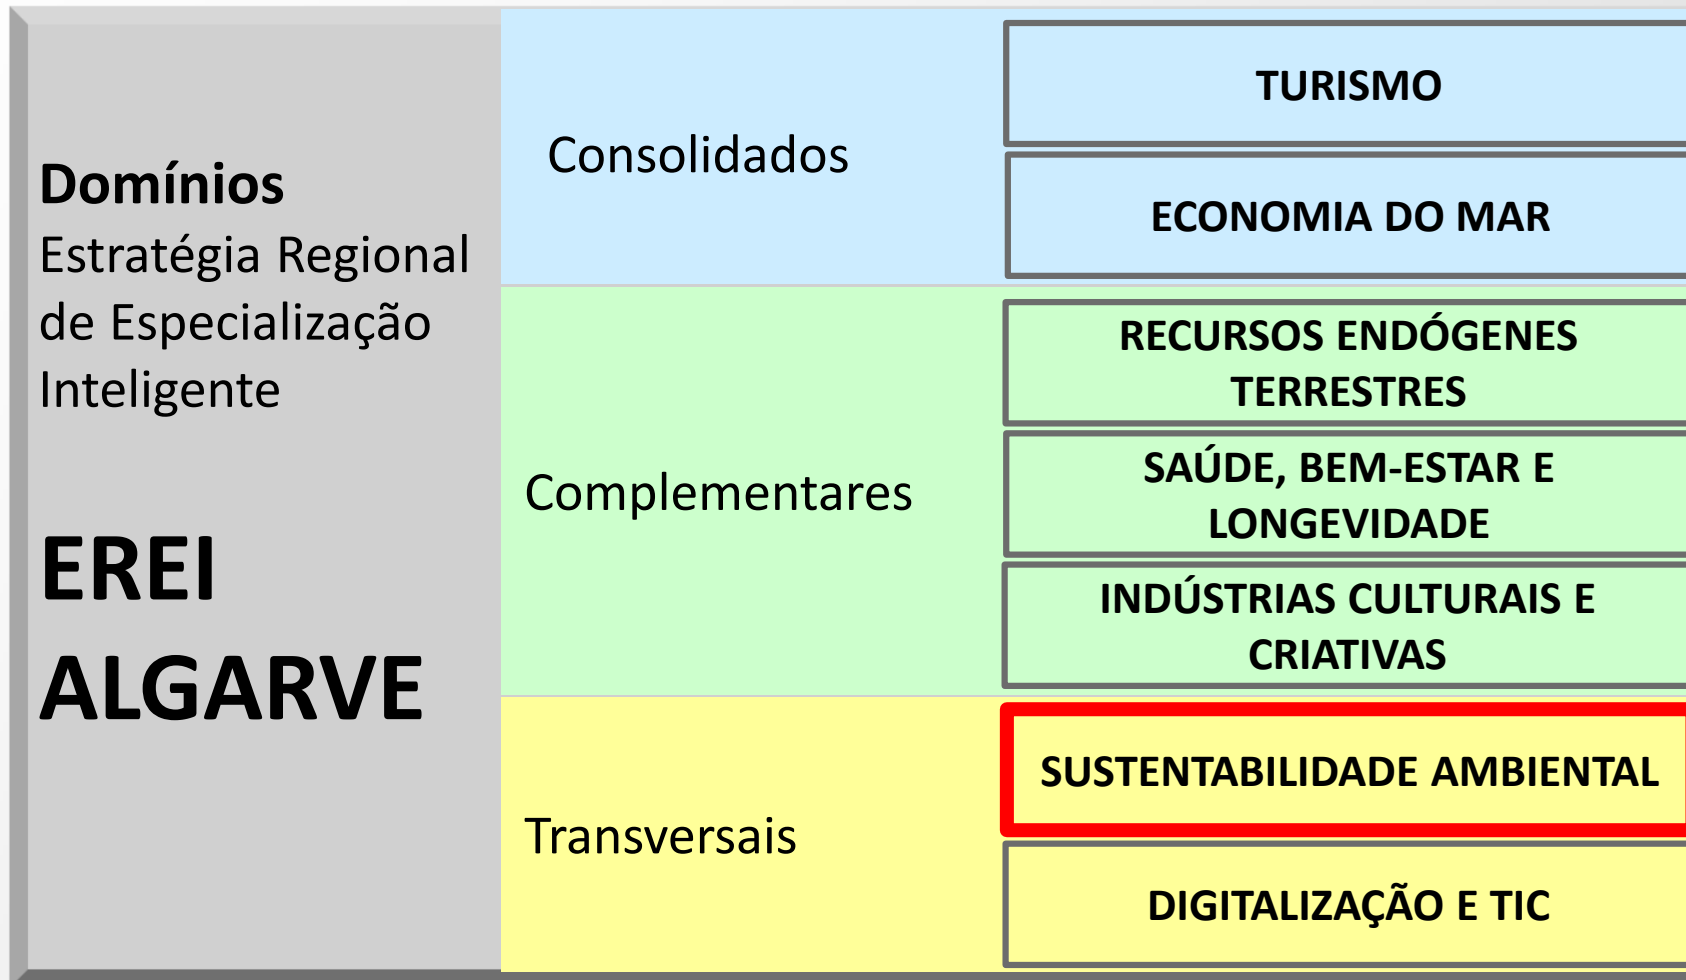 Domínios
Estratégia Regional
de Especialização
Inteligente
EREI
ALGARVE
Consolidados
TURISMO
ECONOMIA DO MAR
Complementares
RECURSOS ENDÓGENES
TERRESTRES
SAÚDE, BEM-ESTAR E
LONGEVIDADE
INDÚSTRIAS CULTURAIS E
CRIATIVAS
Transversais
SUSTENTABILIDADE AMBIENTAL
DIGITALIZAÇÃO E TIC